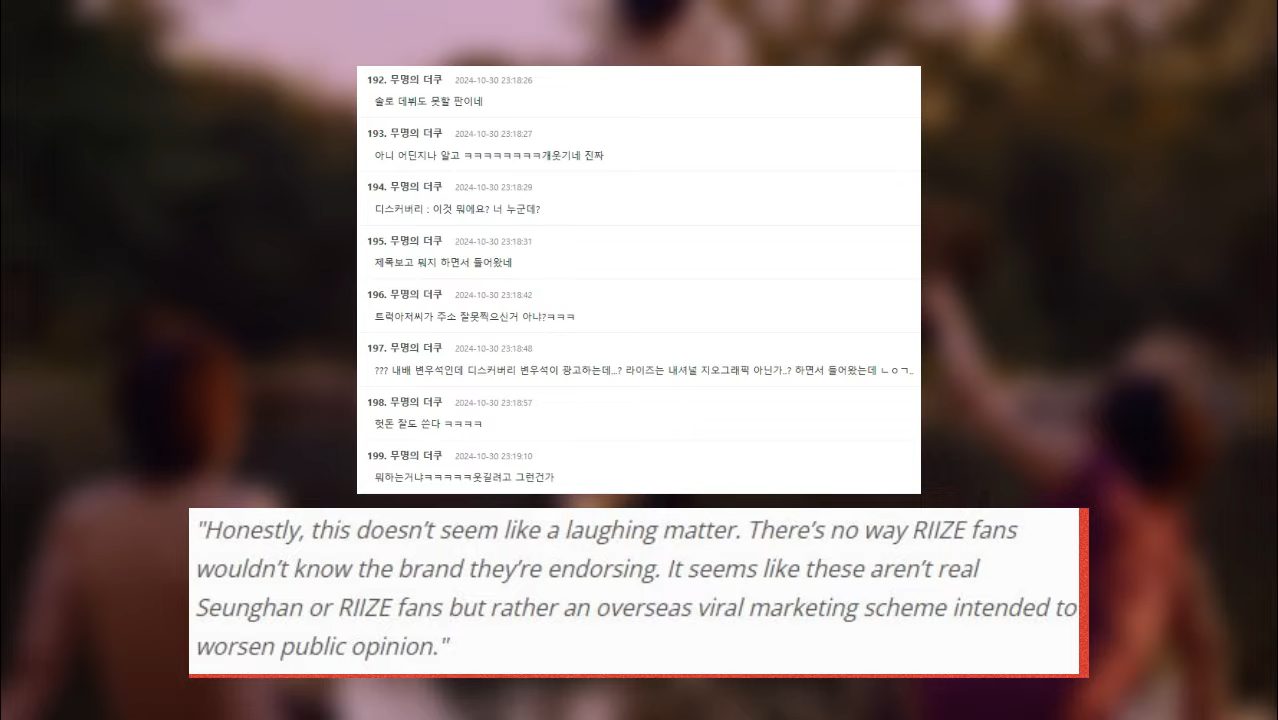 192. 무명의 더쿠 2024-10-30 23:18:26
솔로 데뷔도 못할 판이네
193. 무명의 더쿠 2024-10-30 23:18:27
아니 어딘지나 알고 ㅋㅋㅋㅋㅋㅋㅋㅋ개웃기네 진짜
194. 무명의 더쿠 2024-10-30 23:18:29
디스커버리 : 이것 뭐에요? 너 누군데?
195. 무명의 더쿠 2024-10-30 23:18:31
제목보고 뭐지 하면서 들어왔네
196. 무명의 더쿠 2024-10-30 23:18:42
트럭아저씨가 주소 잘못찍으신거 아냐?ㅋㅋㅋ
197. 무명의 더쿠 2024-10-30 23:18:48
??? 내배 변우석인데 디스커버리 변우석이 광고하는데...? 라이즈는 내셔널 지오그래픽 아닌가..? 하면서 들어왔는데 ㄴㅇㄱ..
198. 무명의 더쿠 2024-10-30 23:18:57
헛돈 잘도 쓴다 ㅋㅋㅋㅋ
199. 무명의 더쿠 2024-10-30 23:19:10
뭐하는거냐ㅋㅋㅋㅋㅋ웃길려고 그런건가
"Honestly, this doesn't seem like a laughing matter. There's no way RIIZE fans
wouldn't know the brand they're endorsing. It seems like these aren't real
Seunghan or RIIZE fans but rather an overseas viral marketing scheme intended to
worsen public opinion."